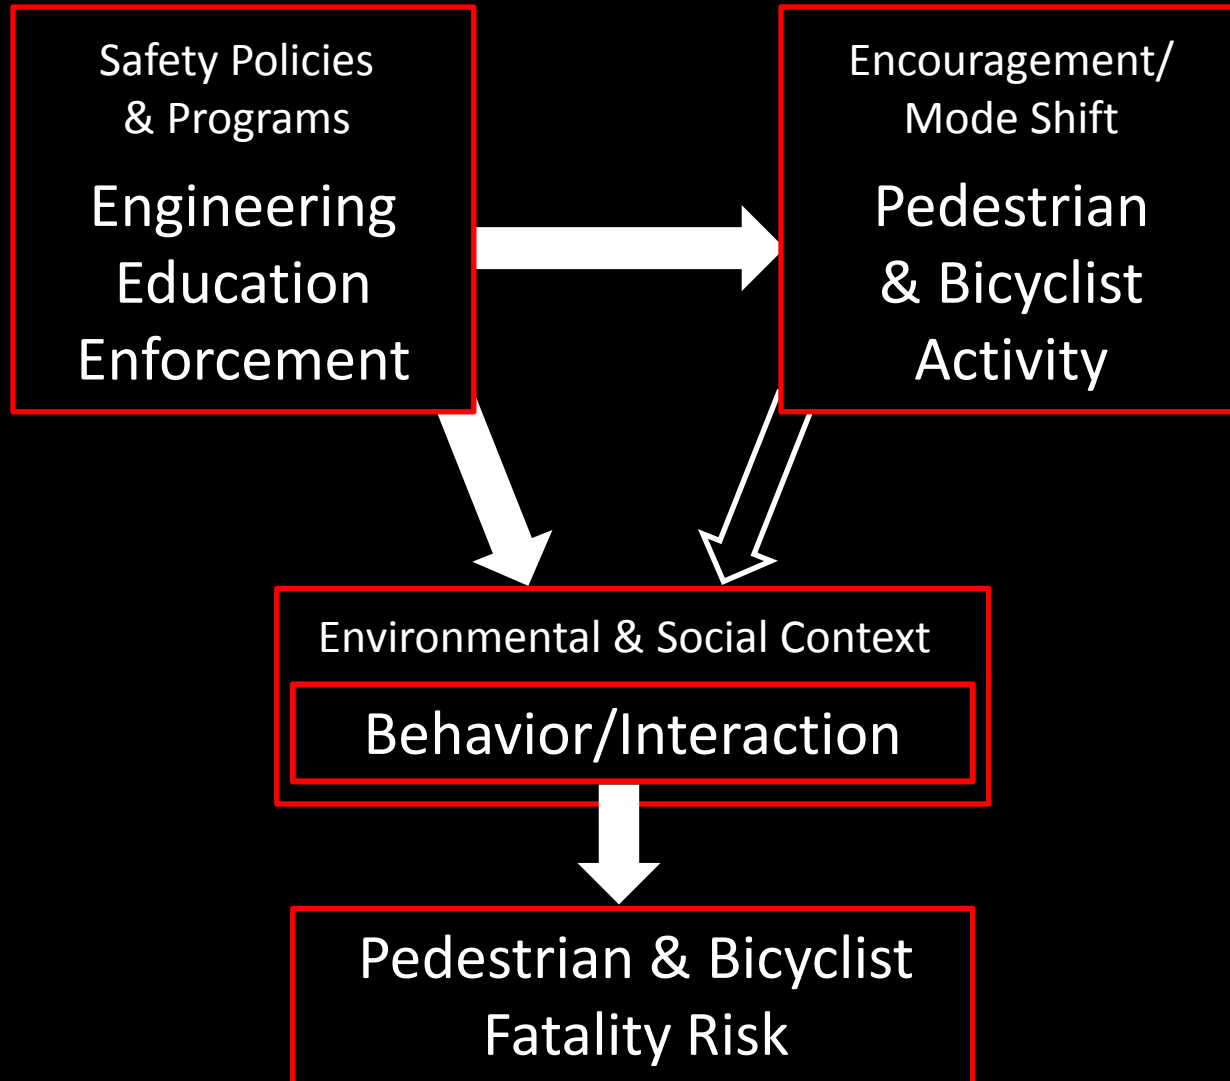 Safety Policies
& Programs
Engineering
Education
Enforcement
Encouragement/
Mode Shift
Pedestrian
& Bicyclist
Activity
Environmental & Social Context
Behavior/Interaction
Pedestrian & Bicyclist
Fatality Risk